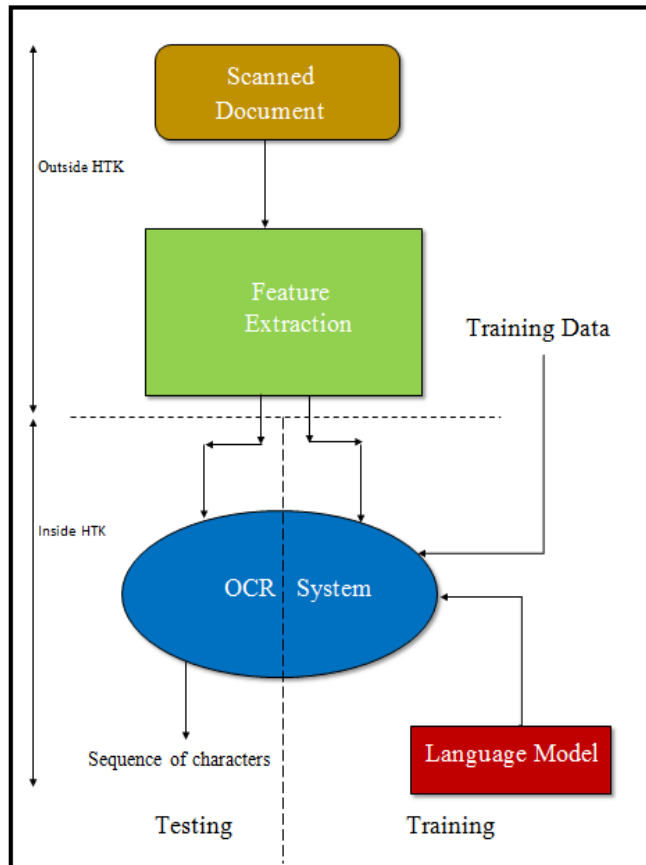 Scanned
Document
Outside HTK
Feature
Extraction
Training Data
Inside HTK
OCR System
Sequence of characters
Language Model
Testing
Training